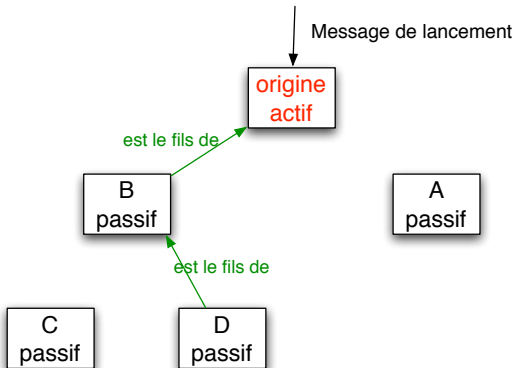 Message de lancement
origine
actif
est le fils de
B
passif
A
passif
est le fils de
C
passif
D
passif